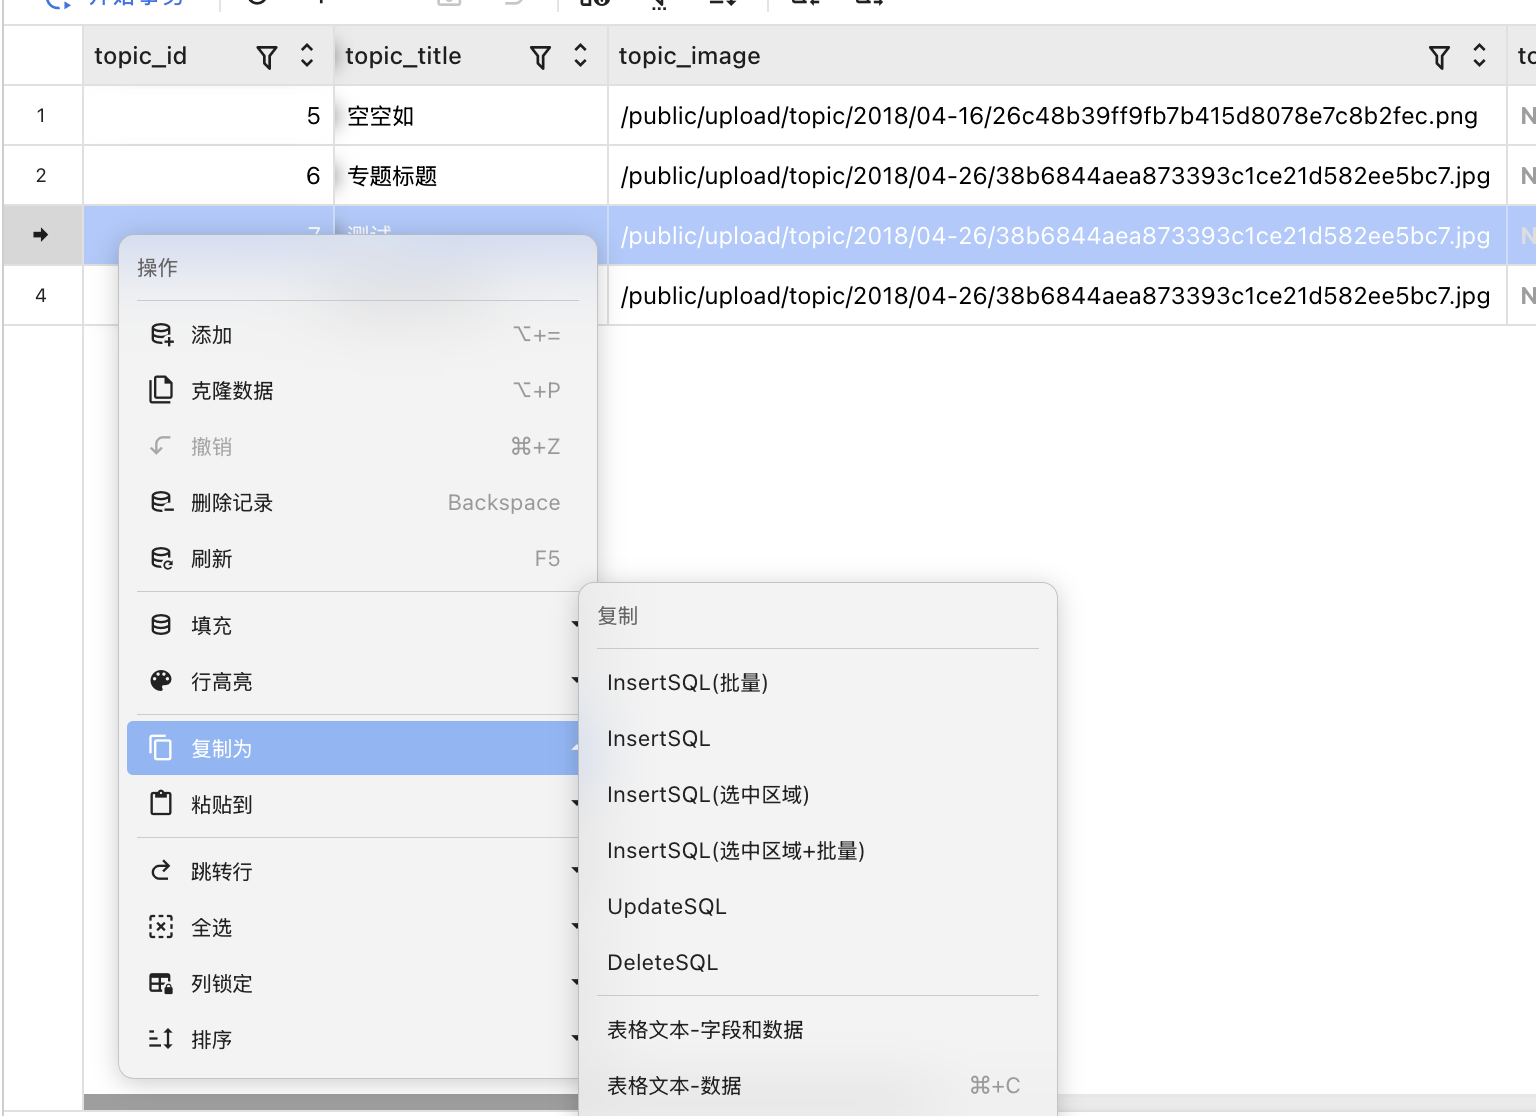 开始事务
topic_id
topic_title
topic_image
1
5
空空如
/public/upload/topic/2018/04-16/26c48b39ff9fb7b415d8078e7c8b2fec.png
2
6
专题标题
/public/upload/topic/2018/04-26/38b6844aea873393c1ce21d582ee5bc7.jpg
7
测试
/public/upload/topic/2018/04-26/38b6844aea873393c1ce21d582ee5bc7.jpg
4
/public/upload/topic/2018/04-26/38b6844aea873393c1ce21d582ee5bc7.jpg
操作
添加 ⌥+=
克隆数据 ⌥+P
撤销 ⌘+Z
删除记录 Backspace
刷新 F5
填充
行高亮
复制为
粘贴到
跳转行
全选
列锁定
排序
复制
InsertSQL(批量)
InsertSQL
InsertSQL(选中区域)
InsertSQL(选中区域+批量)
UpdateSQL
DeleteSQL
表格文本-字段和数据
表格文本-数据 ⌘+C